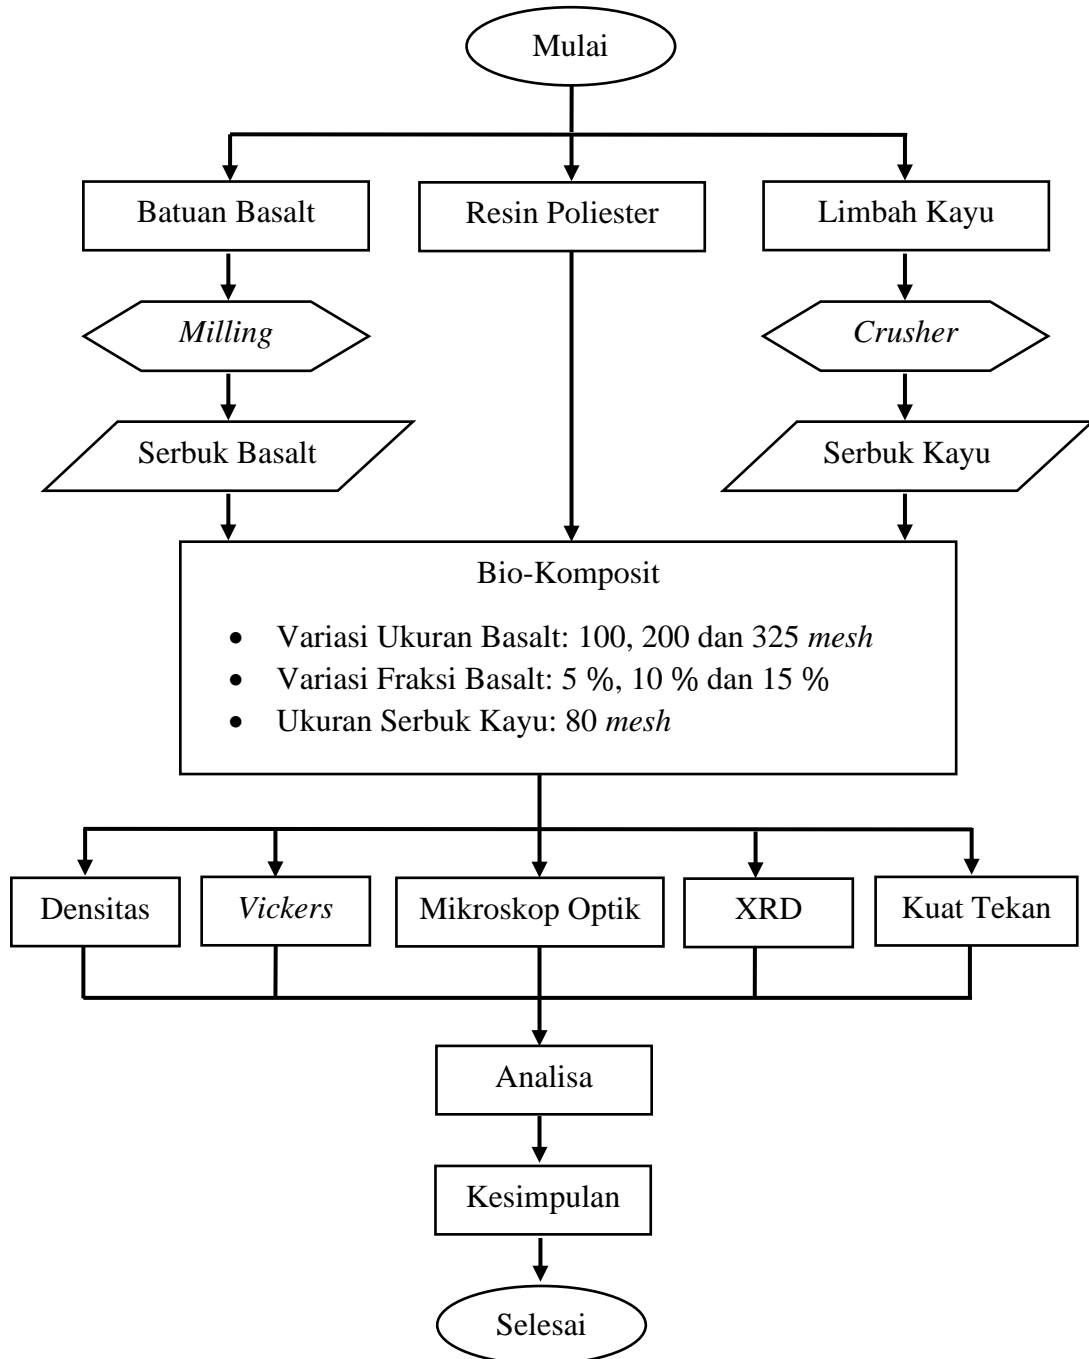 Mulai
Batuan Basalt
Resin Poliester
Limbah Kayu
Milling
Crusher
Serbuk Basalt
Serbuk Kayu
Bio-Komposit
• Variasi Ukuran Basalt: 100, 200 dan 325 mesh
• Variasi Fraksi Basalt: 5 %, 10 % dan 15 %
• Ukuran Serbuk Kayu: 80 mesh
Densitas
Vickers
Mikroskop Optik
XRD
Kuat Tekan
Analisa
Kesimpulan
Selesai